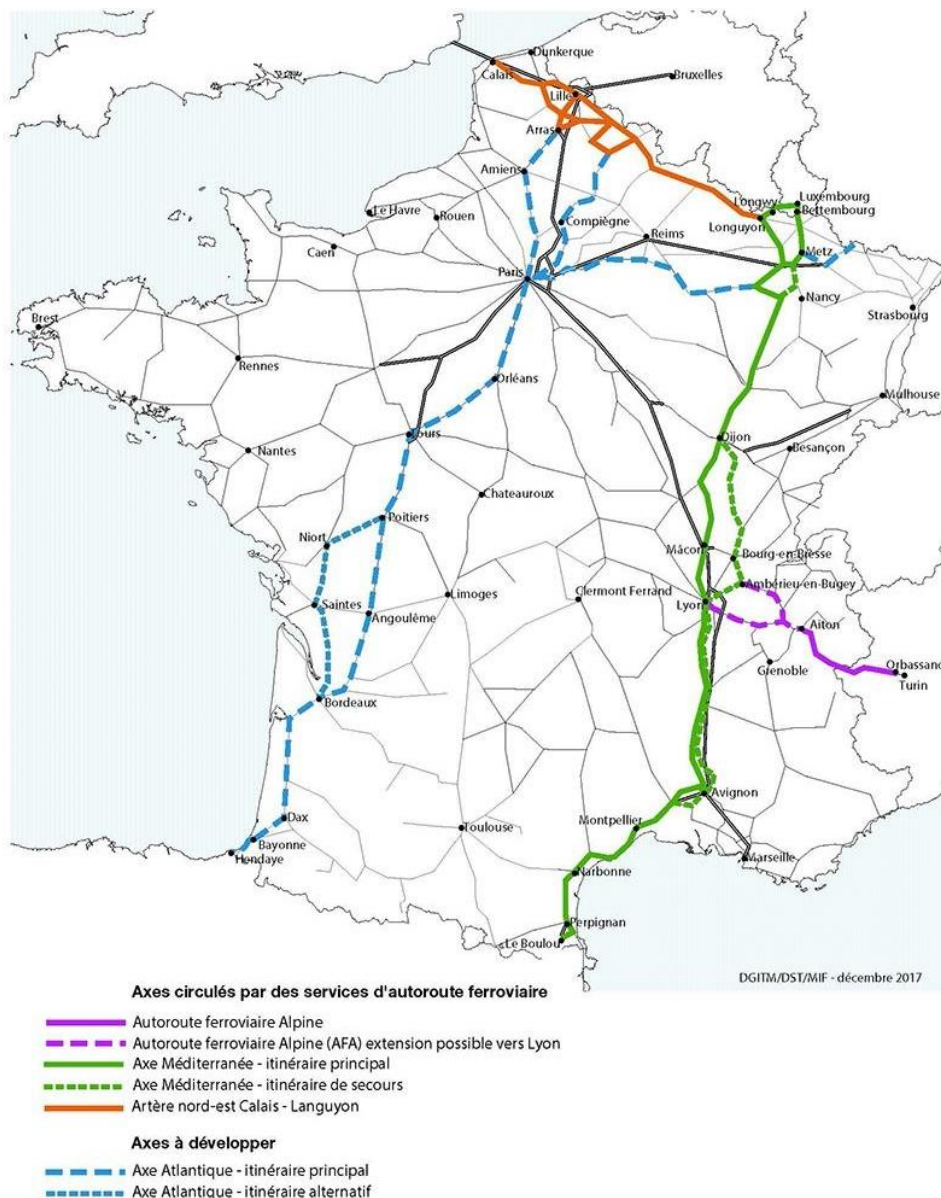 Dunkerque
Calais
Bruxelles
Lille
Arras
Amiens
Luxembourg
Longwy
Bettembourg
Le Havre
Rouen
Compiègne
Longuyon
Reims
Caen
Metz
Paris
Nancy
Strasbourg
Brest
Rennes
Orléans
Mulhouse
Tours
Dijon
Besançon
Nantes
Chateauroux
Poitiers
Niort
Mâcon
Bourg-en-Bresse
Ambérieu-en-Bugey
Saintes
Limoges
Clermont Ferrand
Lyon
Angoulême
Aiton
Grenoble
Orbassano
Turin
Bordeaux
Avignon
Dax
Toulouse
Montpellier
Bayonne
Hendaye
Marseille
Narbonne
Perpignan
Le Boulou
DGITM/DST/MIF - décembre 2017
Axes circulés par des services d'autoroute ferroviaire
Autoroute ferroviaire Alpine
Autoroute ferroviaire Alpine (AFA) extension possible vers Lyon
Axe Méditerranée - itinéraire principal
Axe Méditerranée - itinéraire de secours
Artère nord-est Calais - Languyon
Axes à développer
Axe Atlantique - itinéraire principal
Axe Atlantique - itinéraire alternatif